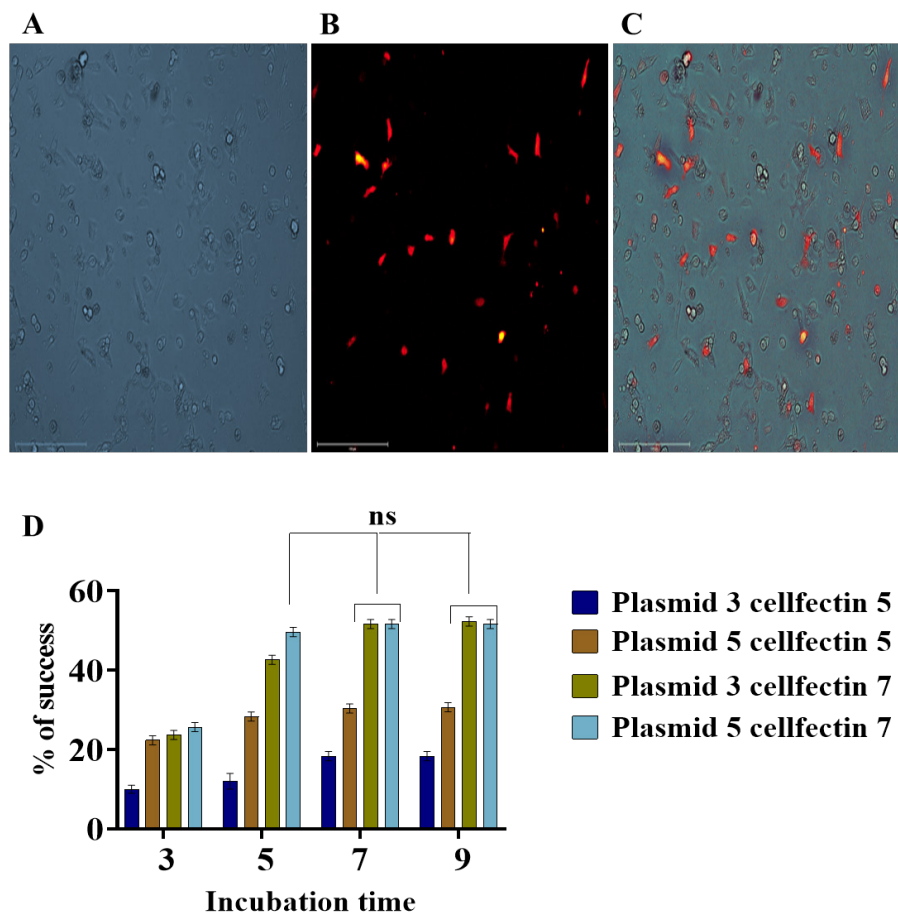 A
B
C
D
ns
60
40
20
0
% of success
3
5
7
9
Incubation time
Plasmid 3 cellfectin 5
Plasmid 5 cellfectin 5
Plasmid 3 cellfectin 7
Plasmid 5 cellfectin 7